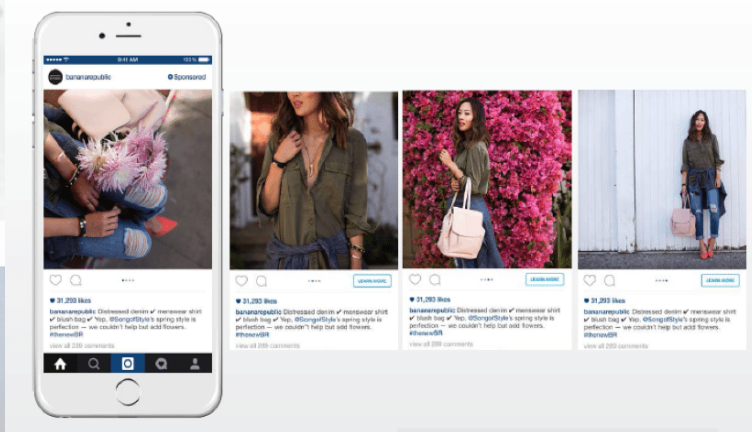 9:41 AM
100%
bananarepublic
Sponsored
31,293 likes
bananarepublic Distressed denim ✔ menswear shirt
✔ blush bag ✔ Yep, @SongofStyle's spring style is
perfection — we couldn't help but add flowers.
#thenewBR
view all 289 comments
LEARN MORE
31,293 likes
bananarepublic Distressed denim ✔ menswear shirt
✔ blush bag ✔ Yep, @SongofStyle's spring style is
perfection — we couldn't help but add flowers.
#thenewBR
view all 289 comments
LEARN MORE
31,293 likes
bananarepublic Distressed denim ✔ menswear shirt
✔ blush bag ✔ Yep, @SongofStyle's spring style is
perfection — we couldn't help but add flowers.
#thenewBR
view all 289 comments
LEARN MORE
31,293 likes
bananarepublic Distressed denim ✔ menswear shirt
✔ blush bag ✔ Yep, @SongofStyle's spring style is
perfection — we couldn't help but add flowers.
#thenewBR
view all 289 comments